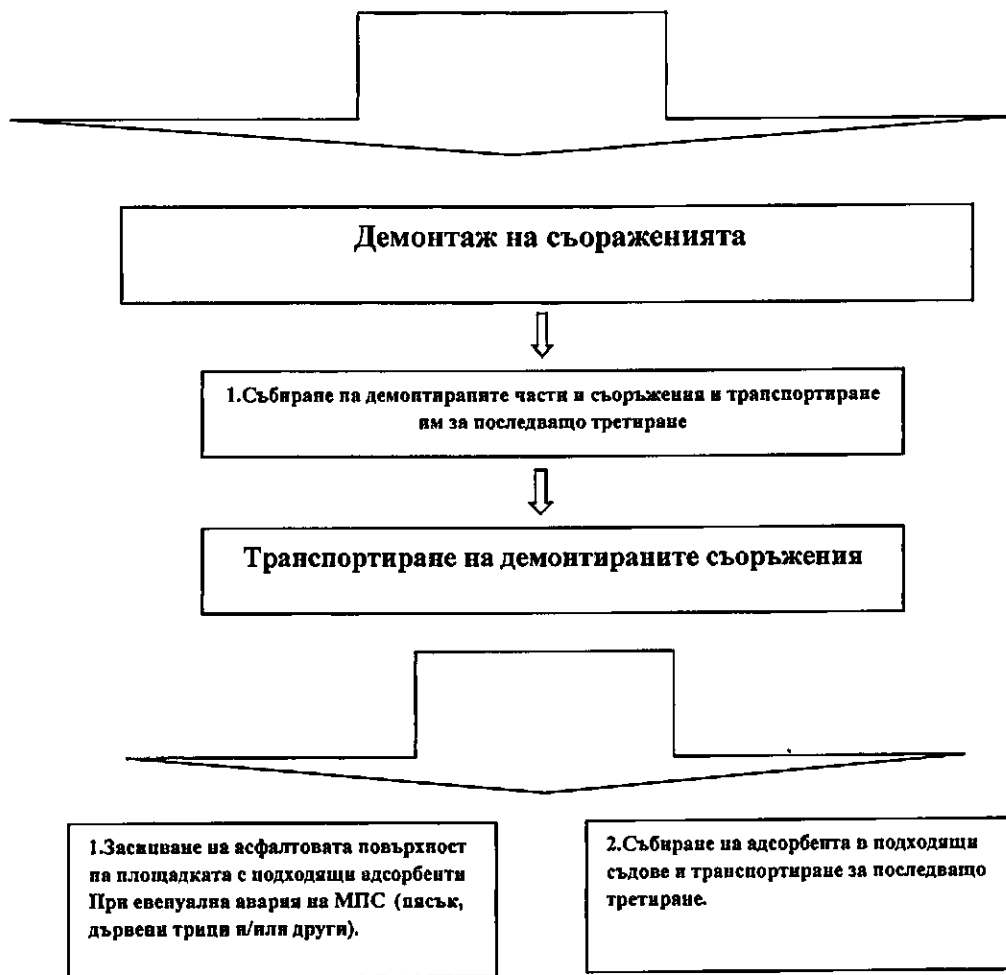 Демонтаж на съораженията
1.Събиране на демонтираните части и съоръжения и транспортиране
им за последващо третиране
Транспортиране на демонтираните съоръжения
1.Засипване на асфалтовата повърхност
на площадката с подходящи адсорбенти
При евепуална авария на МПС (пясък,
дървени трици и/или други).
2.Събиране на адсорбента в подходящи
съдове и транспортиране за последващо
третиране.